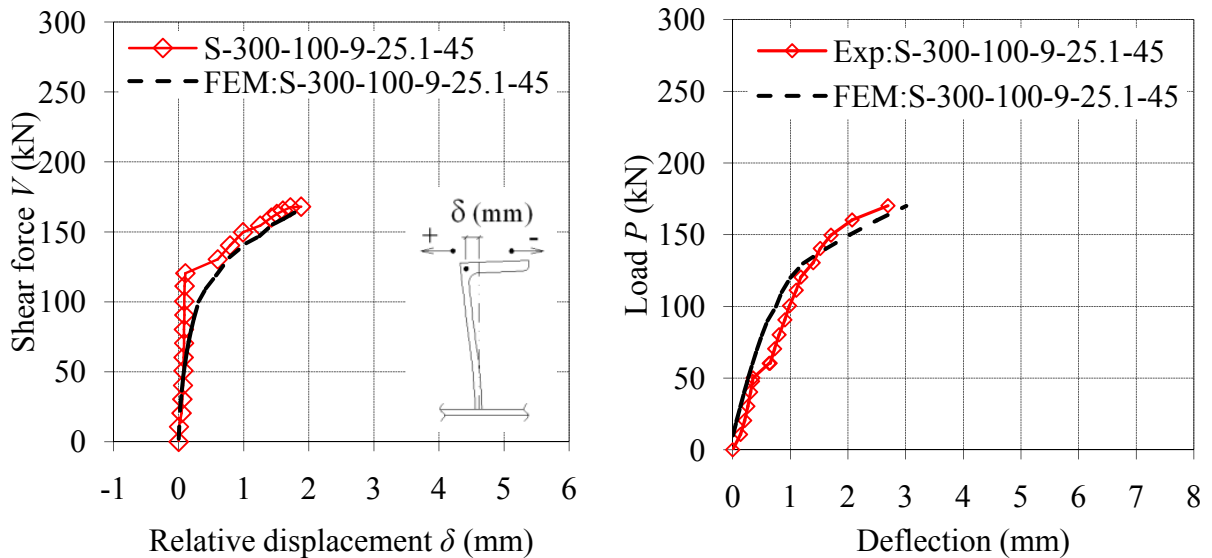 300
250
200
150
100
50
0
Shear force V (kN)
S-300-100-9-25.1-45
FEM:S-300-100-9-25.1-45
δ (mm)
+
-
-1 0 1 2 3 4 5 6
Relative displacement δ (mm)
300
250
200
150
100
50
0
Load P (kN)
Exp:S-300-100-9-25.1-45
FEM:S-300-100-9-25.1-45
0 1 2 3 4 5 6 7 8
Deflection (mm)